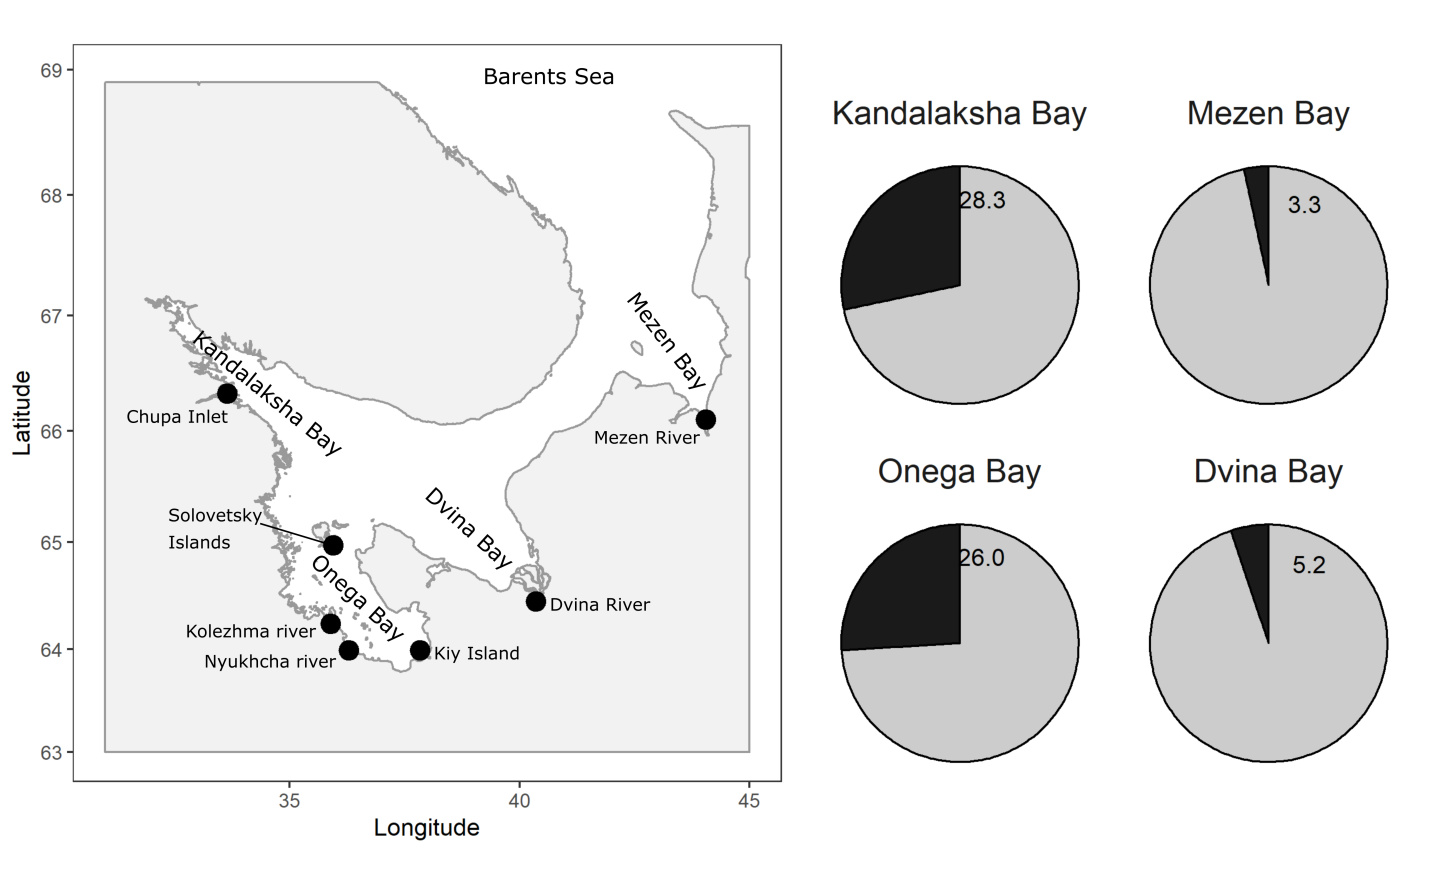 69
68
67
66
65
64
63
Latitude
Barents Sea
Mezen Bay
Kandalaksha Bay
Chupa Inlet
Mezen River
Dvina Bay
Solovetsky
Islands
Onega Bay
Dvina River
Kolezhma river
Nyukhcha river
Kiy Island
35
40
45
Longitude
Kandalaksha Bay
28.3
Mezen Bay
3.3
Onega Bay
26.0
Dvina Bay
5.2